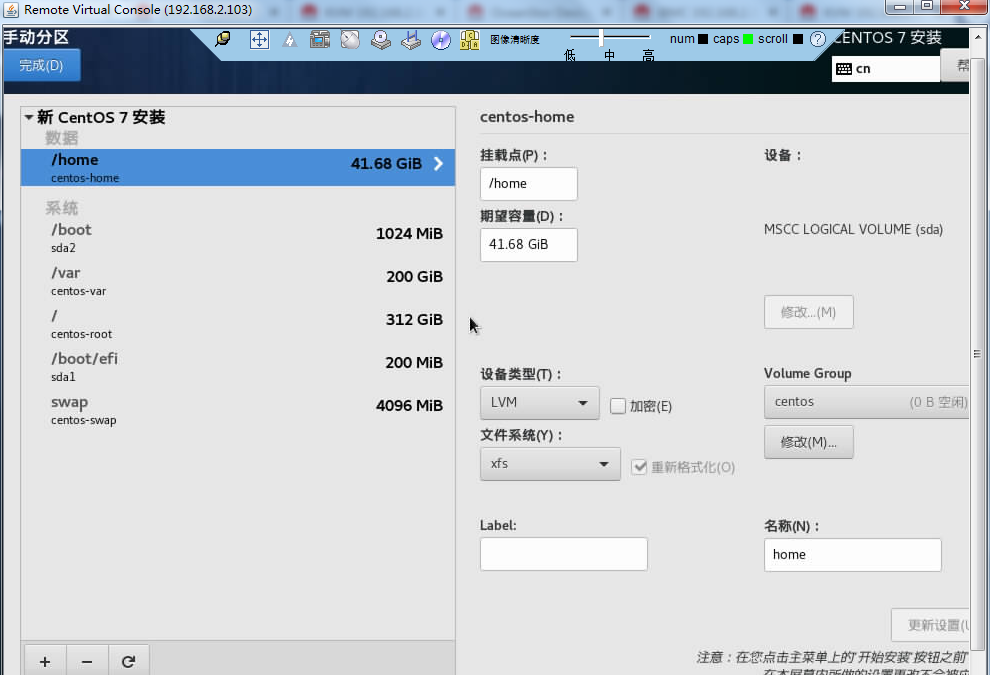 Remote Virtual Console (192.168.2.103)
手动分区
图像清晰度
低 中 高
num caps scroll
?
CENTOS 7 安装
完成(D)
cn
帮
新 CentOS 7 安装
数据
/home 41.68 GiB
centos-home
系统
/boot 1024 MiB
sda2
/var 200 GiB
centos-var
/ 312 GiB
centos-root
/boot/efi 200 MiB
sda1
swap 4096 MiB
centos-swap
centos-home
挂载点(P)：
/home
期望容量(D)：
41.68 GiB
设备：
MSCC LOGICAL VOLUME (sda)
修改...(M)
设备类型(T)：
LVM
加密(E)
文件系统(Y)：
xfs
重新格式化(O)
Volume Group
centos (0 B 空闲)
修改(M)...
Label:
名称(N)：
home
更新设置(U
注意：在您点击主菜单上的'开始安装'按钮之前